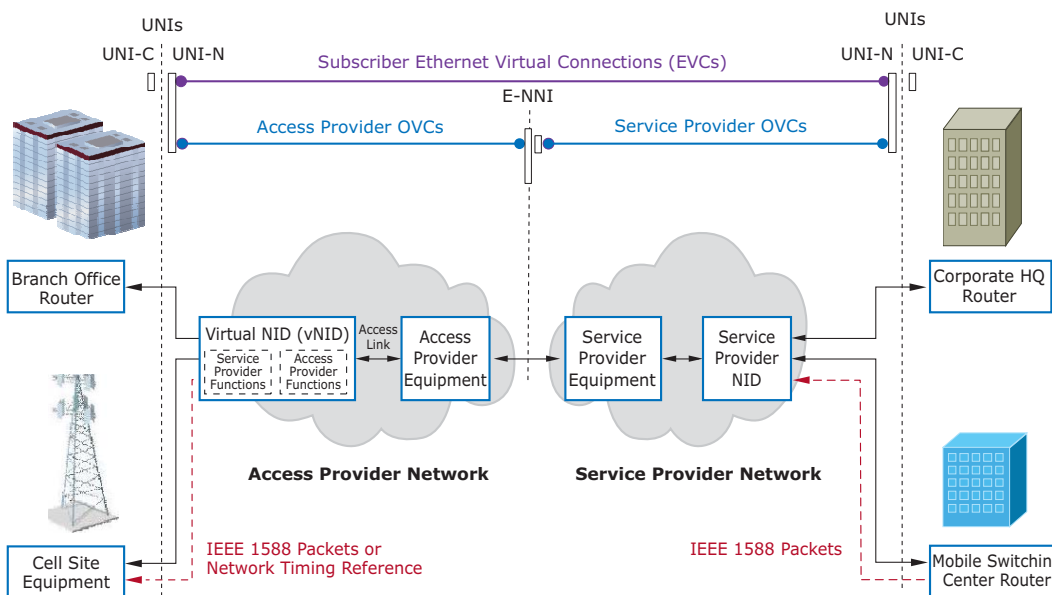 UNIs
UNIs
UNI-C
UNI-N
UNI-N
UNI-C
Subscriber Ethernet Virtual Connections (EVCs)
E-NNI
Access Provider OVCs
Service Provider OVCs
Branch Office
Router
Corporate HQ
Router
Virtual NID (vNID)
Service
Provider
Functions
Access
Provider
Functions
Access
Link
Access
Provider
Equipment
Service
Provider
Equipment
Service
Provider
NID
Access Provider Network
Service Provider Network
IEEE 1588 Packets or
Network Timing Reference
IEEE 1588 Packets
Cell Site
Equipment
Mobile Switchin
Center Router